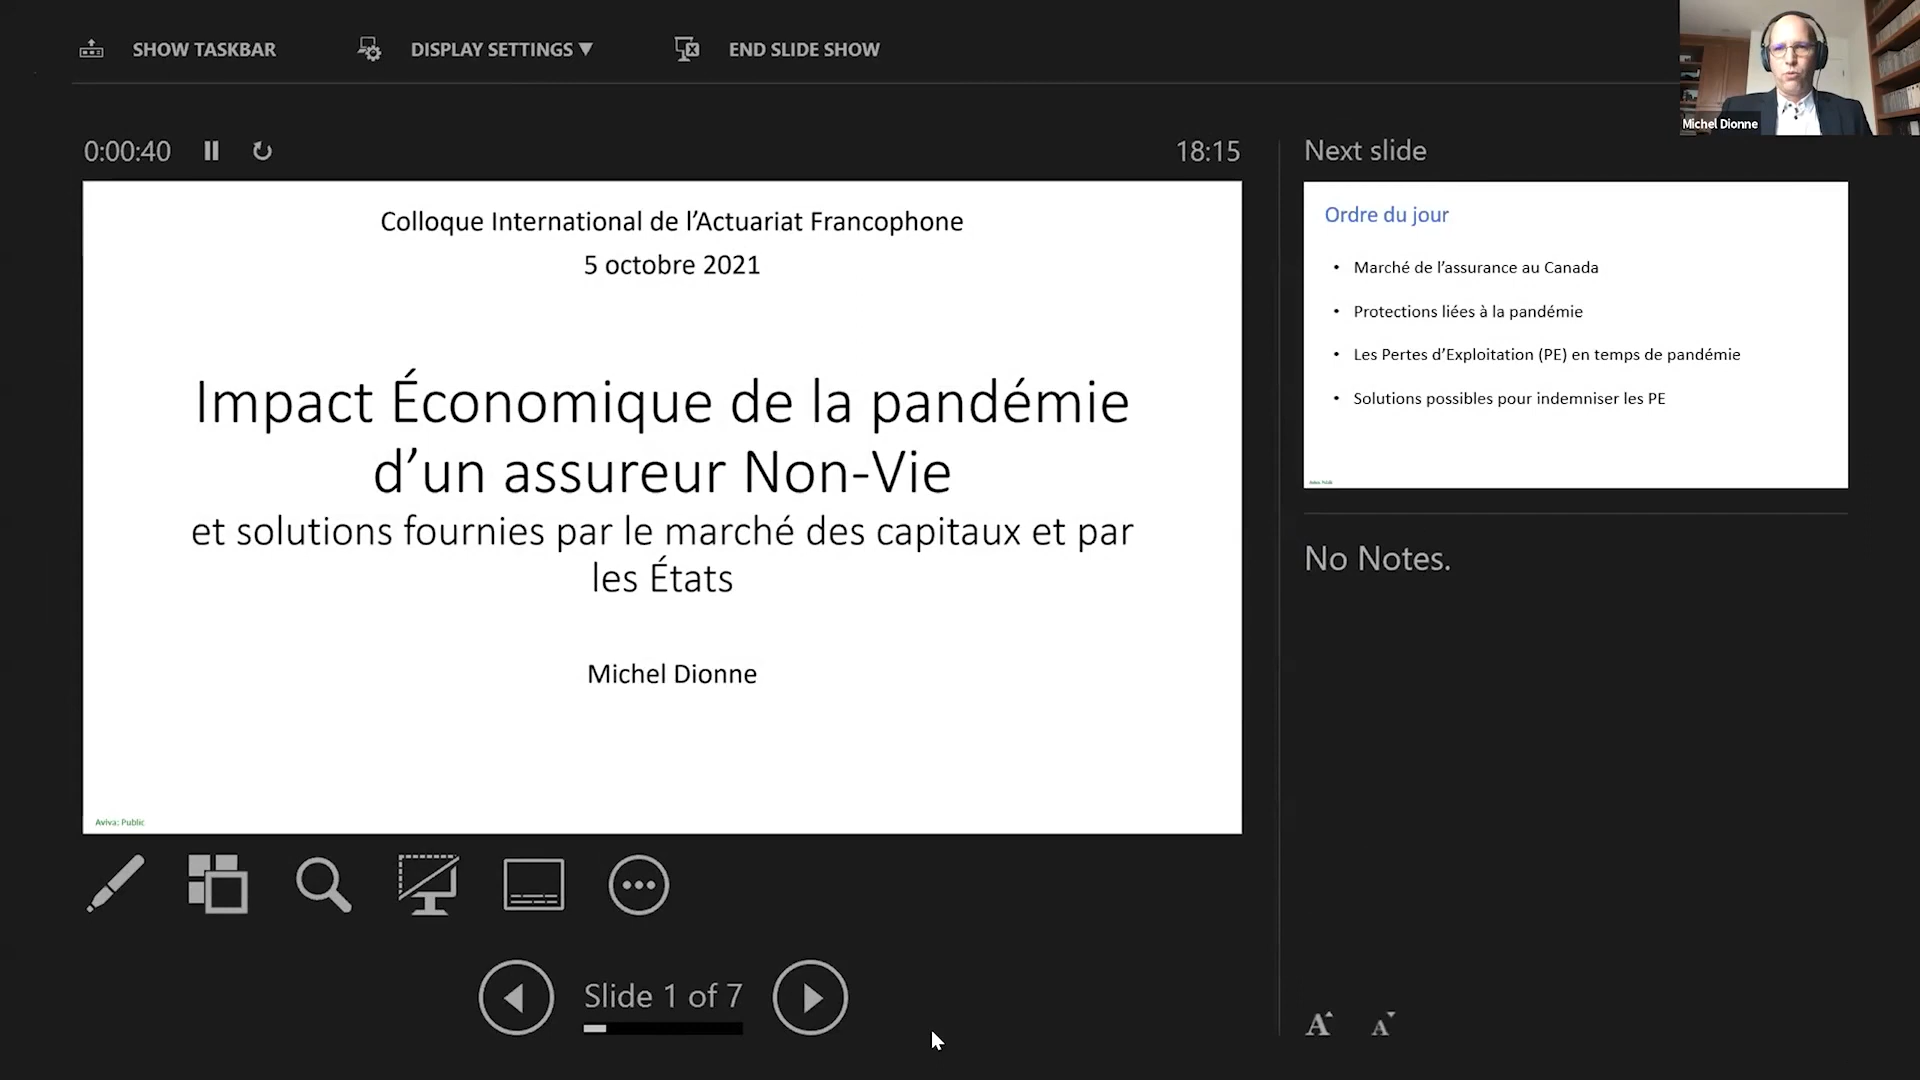 SHOW TASKBAR
DISPLAY SETTINGS ▼
END SLIDE SHOW
Michel Dionne
0:00:40
18:15
Next slide
Colloque International de l’Actuariat Francophone
5 octobre 2021
Impact Économique de la pandémie
d’un assureur Non-Vie
et solutions fournies par le marché des capitaux et par
les États
Michel Dionne
Aviva: Public
Ordre du jour
• Marché de l’assurance au Canada
• Protections liées à la pandémie
• Les Pertes d’Exploitation (PE) en temps de pandémie
• Solutions possibles pour indemniser les PE
Aviva: Public
No Notes.
Slide 1 of 7
A A